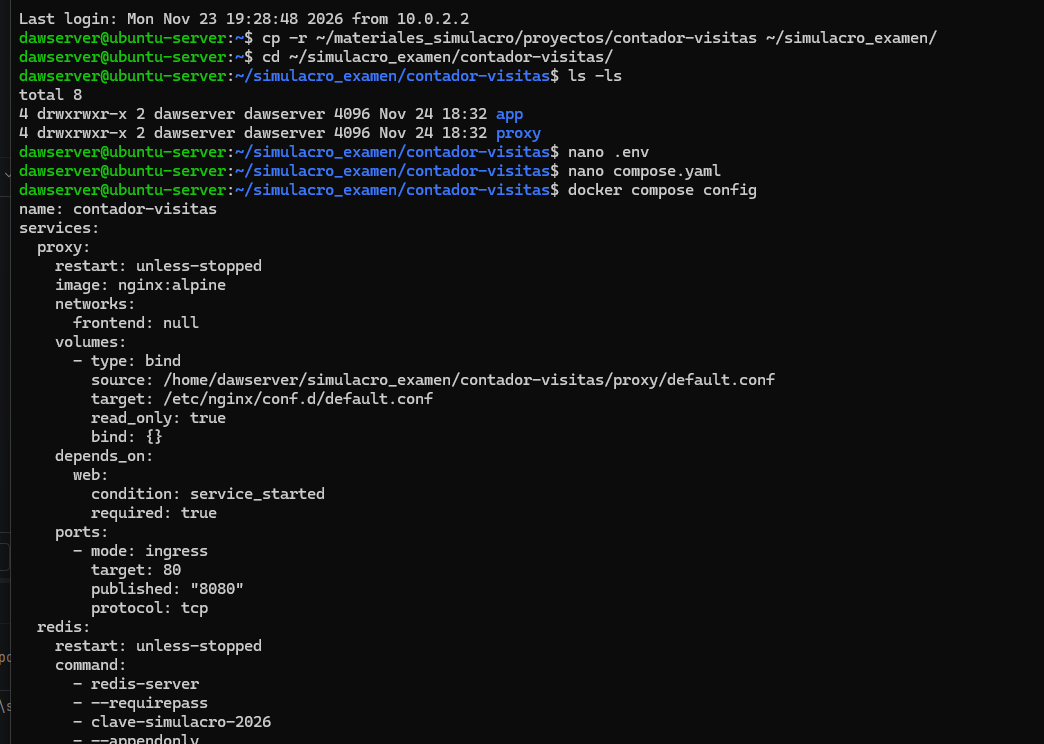 Last login: Mon Nov 23 19:28:48 2026 from 10.0.2.2
dawserver@ubuntu-server:~$ cp -r ~/materiales_simulacro/proyectos/contador-visitas ~/simulacro_examen/
dawserver@ubuntu-server:~$ cd ~/simulacro_examen/contador-visitas/
dawserver@ubuntu-server:~/simulacro_examen/contador-visitas$ ls -ls
total 8
4 drwxrwxr-x 2 dawserver dawserver 4096 Nov 24 18:32 app
4 drwxrwxr-x 2 dawserver dawserver 4096 Nov 24 18:32 proxy
dawserver@ubuntu-server:~/simulacro_examen/contador-visitas$ nano .env
dawserver@ubuntu-server:~/simulacro_examen/contador-visitas$ nano compose.yaml
dawserver@ubuntu-server:~/simulacro_examen/contador-visitas$ docker compose config
name: contador-visitas
services:
  proxy:
    restart: unless-stopped
    image: nginx:alpine
    networks:
      frontend: null
    volumes:
      - type: bind
        source: /home/dawserver/simulacro_examen/contador-visitas/proxy/default.conf
        target: /etc/nginx/conf.d/default.conf
        read_only: true
        bind: {}
    depends_on:
      web:
        condition: service_started
        required: true
    ports:
      - mode: ingress
        target: 80
        published: "8080"
        protocol: tcp
  redis:
    restart: unless-stopped
    command:
      - redis-server
      - --requirepass
      - clave-simulacro-2026
      - --appendonly